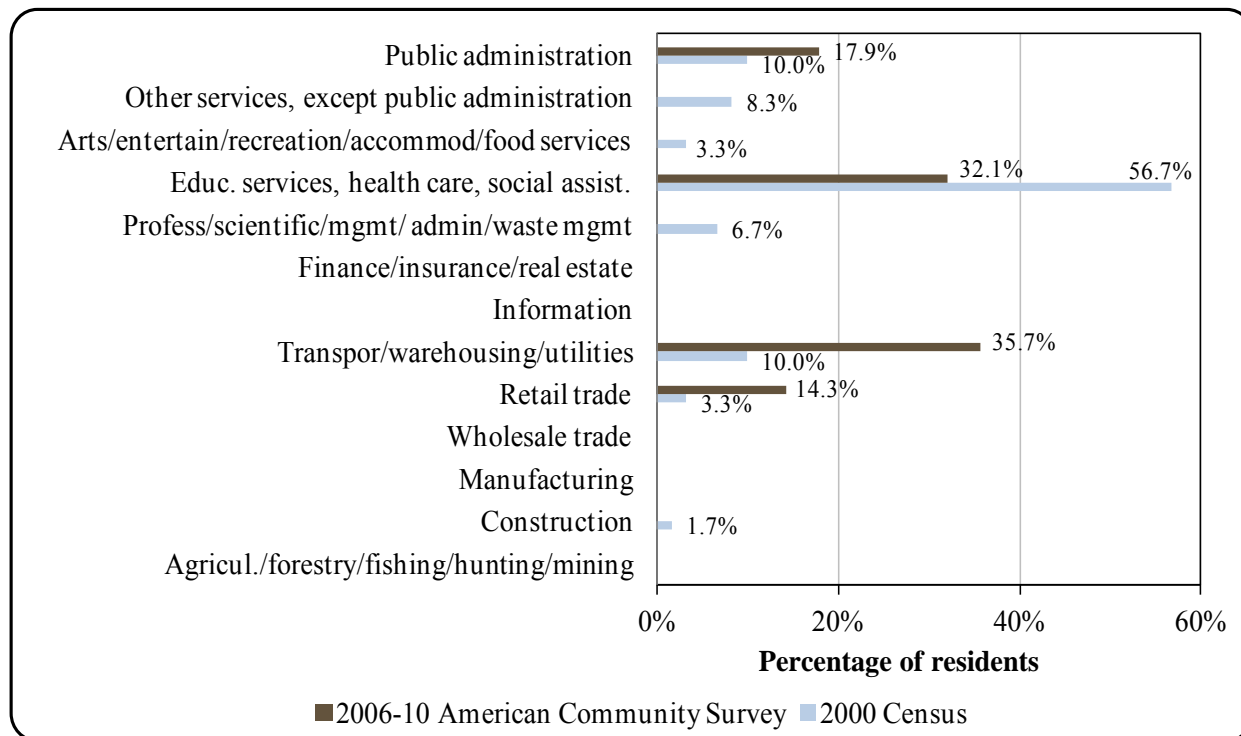 Public administration
17.9%
10.0%
Other services, except public administration
8.3%
Arts/entertain/recreation/accommod/food services
3.3%
Educ. services, health care, social assist.
32.1%
56.7%
Profess/scientific/mgmt/ admin/waste mgmt
6.7%
Finance/insurance/real estate
Information
Transpor/warehousing/utilities
35.7%
10.0%
Retail trade
14.3%
3.3%
Wholesale trade
Manufacturing
Construction
1.7%
Agricul./forestry/fishing/hunting/mining
0% 20% 40% 60%
Percentage of residents
2006-10 American Community Survey 2000 Census